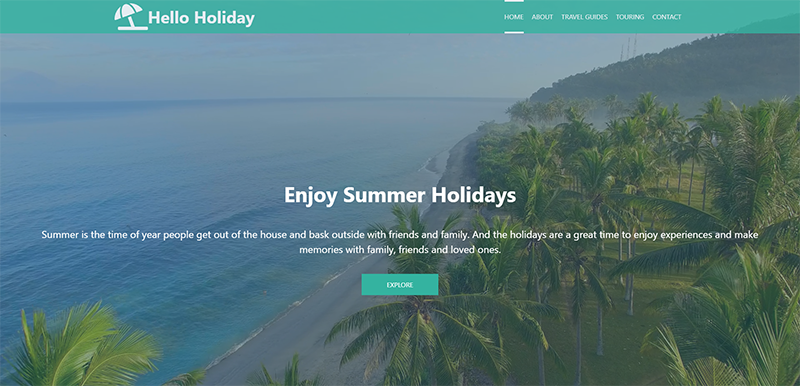 Hello Holiday
HOME ABOUT TRAVEL GUIDES TOURING CONTACT
Enjoy Summer Holidays
Summer is the time of year people get out of the house and bask outside with friends and family. And the holidays are a great time to enjoy experiences and make
memories with family, friends and loved ones.
EXPLORE